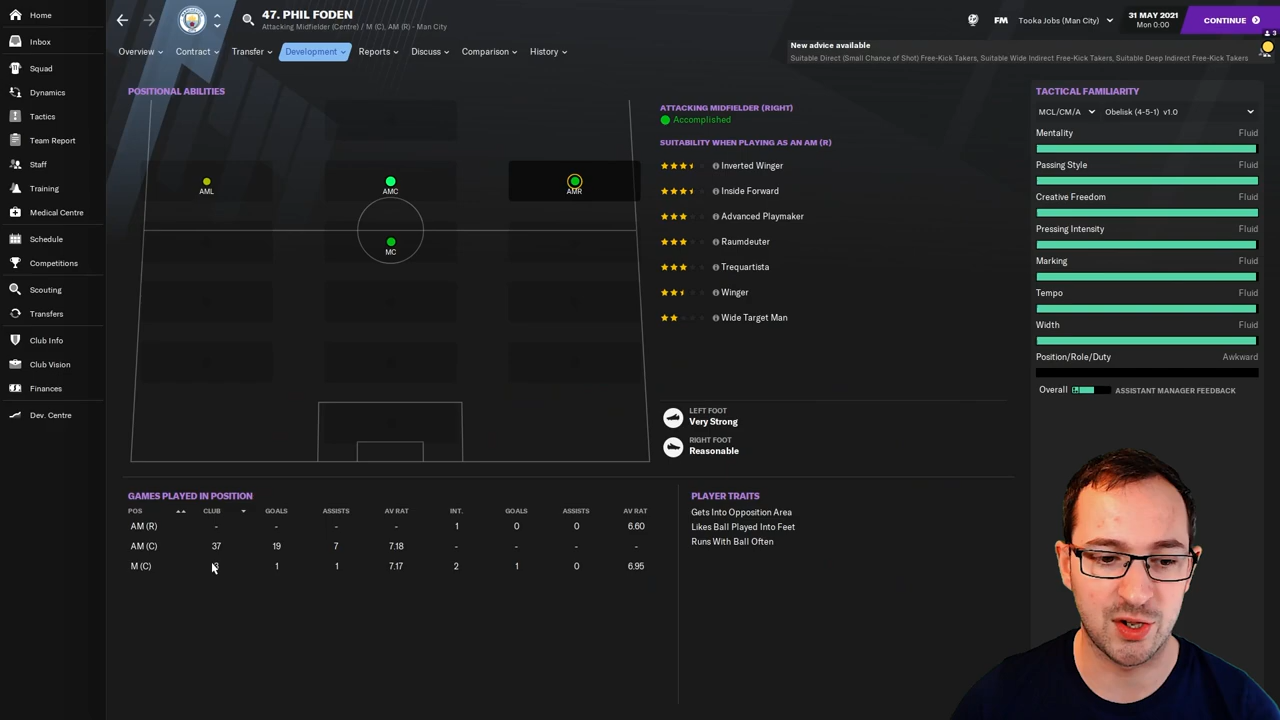 47. PHIL FODEN
Attacking Midfielder (Centre) / M (C), AM (R) - Man City
FM
Tooka Jobs (Man City)
31 MAY 2021
Mon 0:00
CONTINUE
3
Overview
Contract
Transfer
Development
Reports
Discuss
Comparison
History
New advice available
Suitable Direct (Small Chance of Shot) Free-Kick Takers, Suitable Wide Indirect Free-Kick Takers, Suitable Deep Indirect Free-Kick Takers
Home
Inbox
Squad
Dynamics
Tactics
Team Report
Staff
Training
Medical Centre
Schedule
Competitions
Scouting
Transfers
Club Info
Club Vision
Finances
Dev. Centre
POSITIONAL ABILITIES
AML
AMC
AMR
MC
ATTACKING MIDFIELDER (RIGHT)
Accomplished
SUITABILITY WHEN PLAYING AS AN AM (R)
Inverted Winger
Inside Forward
Advanced Playmaker
Raumdeuter
Trequartista
Winger
Wide Target Man
LEFT FOOT
Very Strong
RIGHT FOOT
Reasonable
TACTICAL FAMILIARITY
MCL/CM/A
Obelisk (4-5-1) v1.0
Mentality Fluid
Passing Style Fluid
Creative Freedom Fluid
Pressing Intensity Fluid
Marking Fluid
Tempo Fluid
Width Fluid
Position/Role/Duty Awkward
Overall
ASSISTANT MANAGER FEEDBACK
GAMES PLAYED IN POSITION
POS CLUB GOALS ASSISTS AV RAT INT. GOALS ASSISTS AV RAT
AM (R) - - - - 1 0 0 6.60
AM (C) 37 19 7 7.18 - - - -
M (C) 1 1 7.17 2 1 0 6.95
PLAYER TRAITS
Gets Into Opposition Area
Likes Ball Played Into Feet
Runs With Ball Often